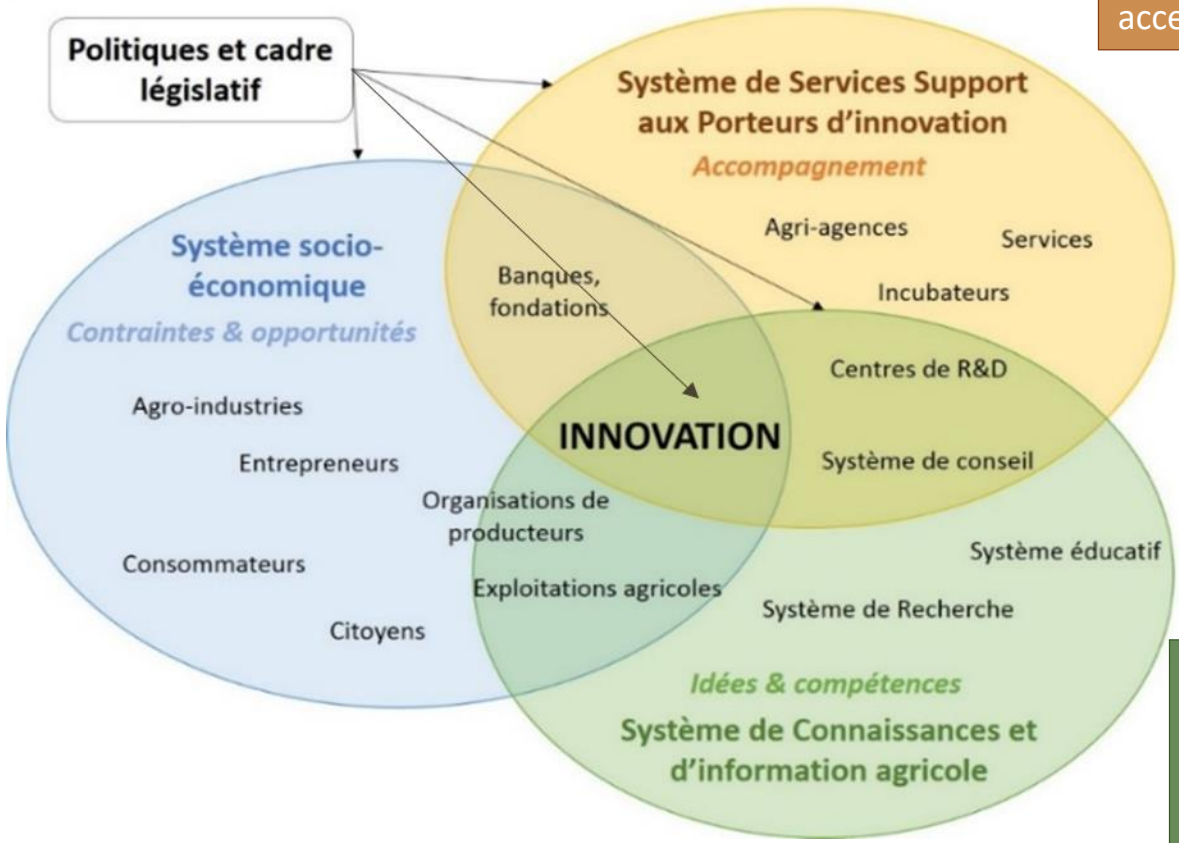 acce
Politiques et cadre
législatif
Système de Services Support
aux Porteurs d'innovation
Accompagnement
Agri-agences
Services
Incubateurs
Système socio-
économique
Contraintes & opportunités
Banques,
fondations
Centres de R&D
Agro-industries
INNOVATION
Entrepreneurs
Système de conseil
Organisations de
producteurs
Consommateurs
Système éducatif
Exploitations agricoles
Système de Recherche
Citoyens
Idées & compétences
Système de Connaissances et
d'information agricole